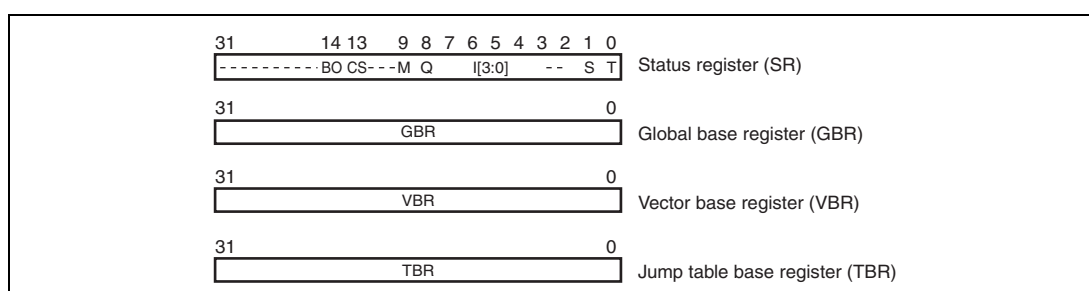 31 14 13 9 8 7 6 5 4 3 2 1 0
- - - - - - - - - - BO CS - - - M Q I[3:0] - - S T Status register (SR)
31 0
GBR Global base register (GBR)
31 0
VBR Vector base register (VBR)
31 0
TBR Jump table base register (TBR)